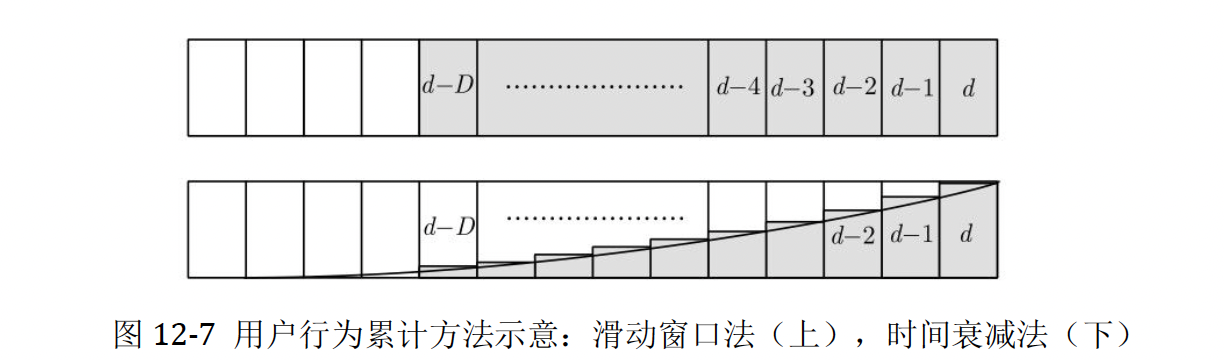 d−D ..................... d−4 d−3 d−2 d−1 d
d−D ..................... d−2 d−1 d
图 12-7 用户行为累计方法示意：滑动窗口法（上），时间衰减法（下）